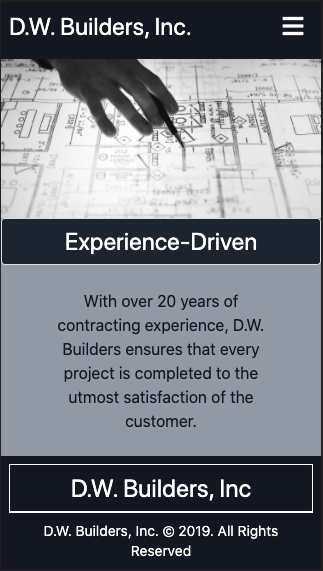 D.W. Builders, Inc.
Experience-Driven
With over 20 years of
contracting experience, D.W.
Builders ensures that every
project is completed to the
utmost satisfaction of the
customer.
D.W. Builders, Inc
D.W. Builders, Inc. © 2019. All Rights
Reserved